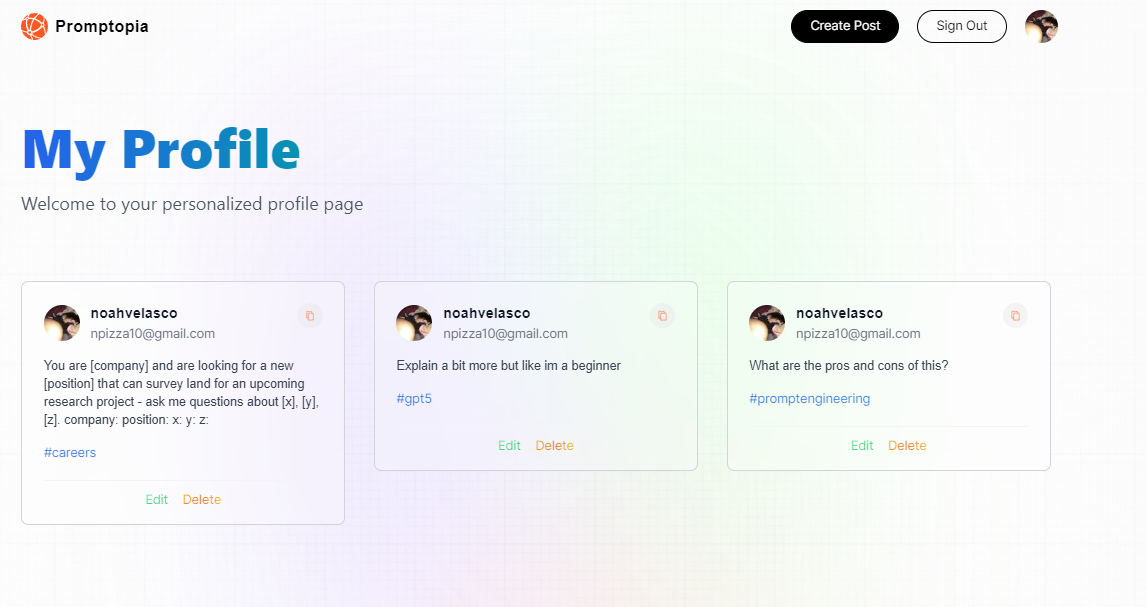 Promptopia
Create Post
Sign Out
My Profile
Welcome to your personalized profile page
noahvelasco
npizza10@gmail.com
You are [company] and are looking for a new
[position] that can survey land for an upcoming
research project - ask me questions about [x], [y],
[z]. company: position: x: y: z:
#careers
Edit
Delete
noahvelasco
npizza10@gmail.com
Explain a bit more but like im a beginner
#gpt5
Edit
Delete
noahvelasco
npizza10@gmail.com
What are the pros and cons of this?
#promptengineering
Edit
Delete